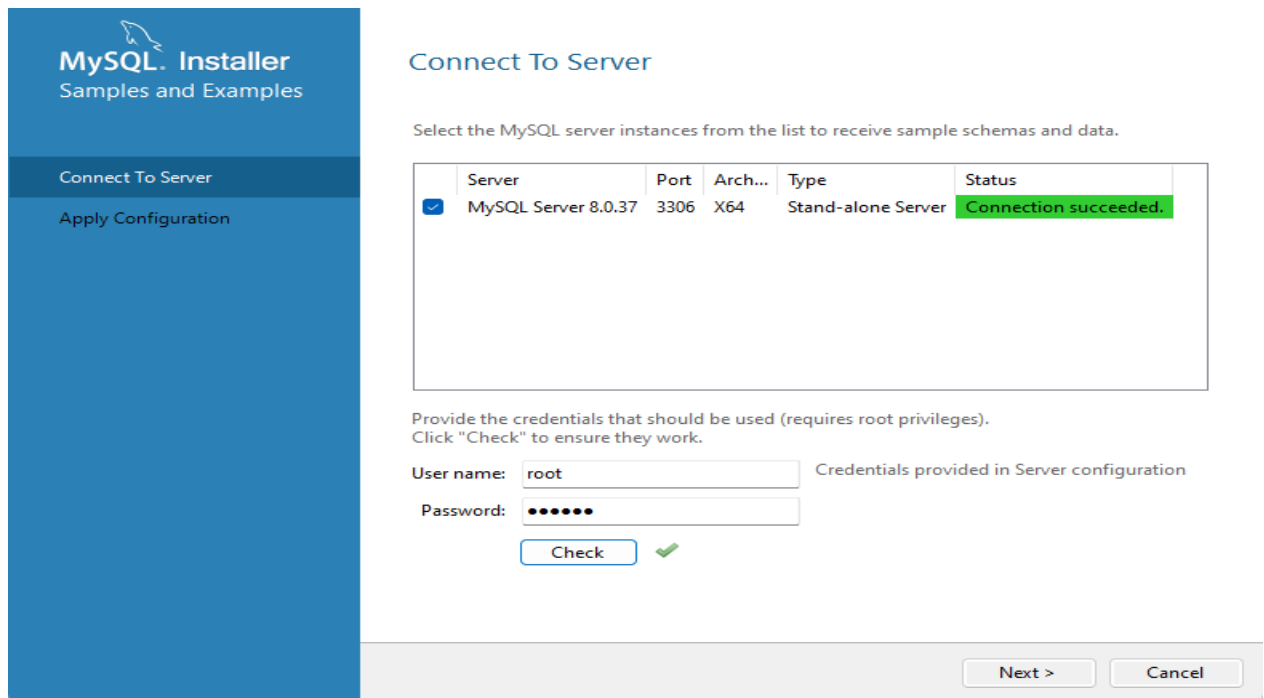 MySQL. Installer
Samples and Examples
Connect To Server
Apply Configuration
Connect To Server
Select the MySQL server instances from the list to receive sample schemas and data.
Server Port Arch... Type Status
MySQL Server 8.0.37 3306 X64 Stand-alone Server Connection succeeded.
Provide the credentials that should be used (requires root privileges).
Click "Check" to ensure they work.
User name: root Credentials provided in Server configuration
Password: ●●●●●●
Check
Next > Cancel